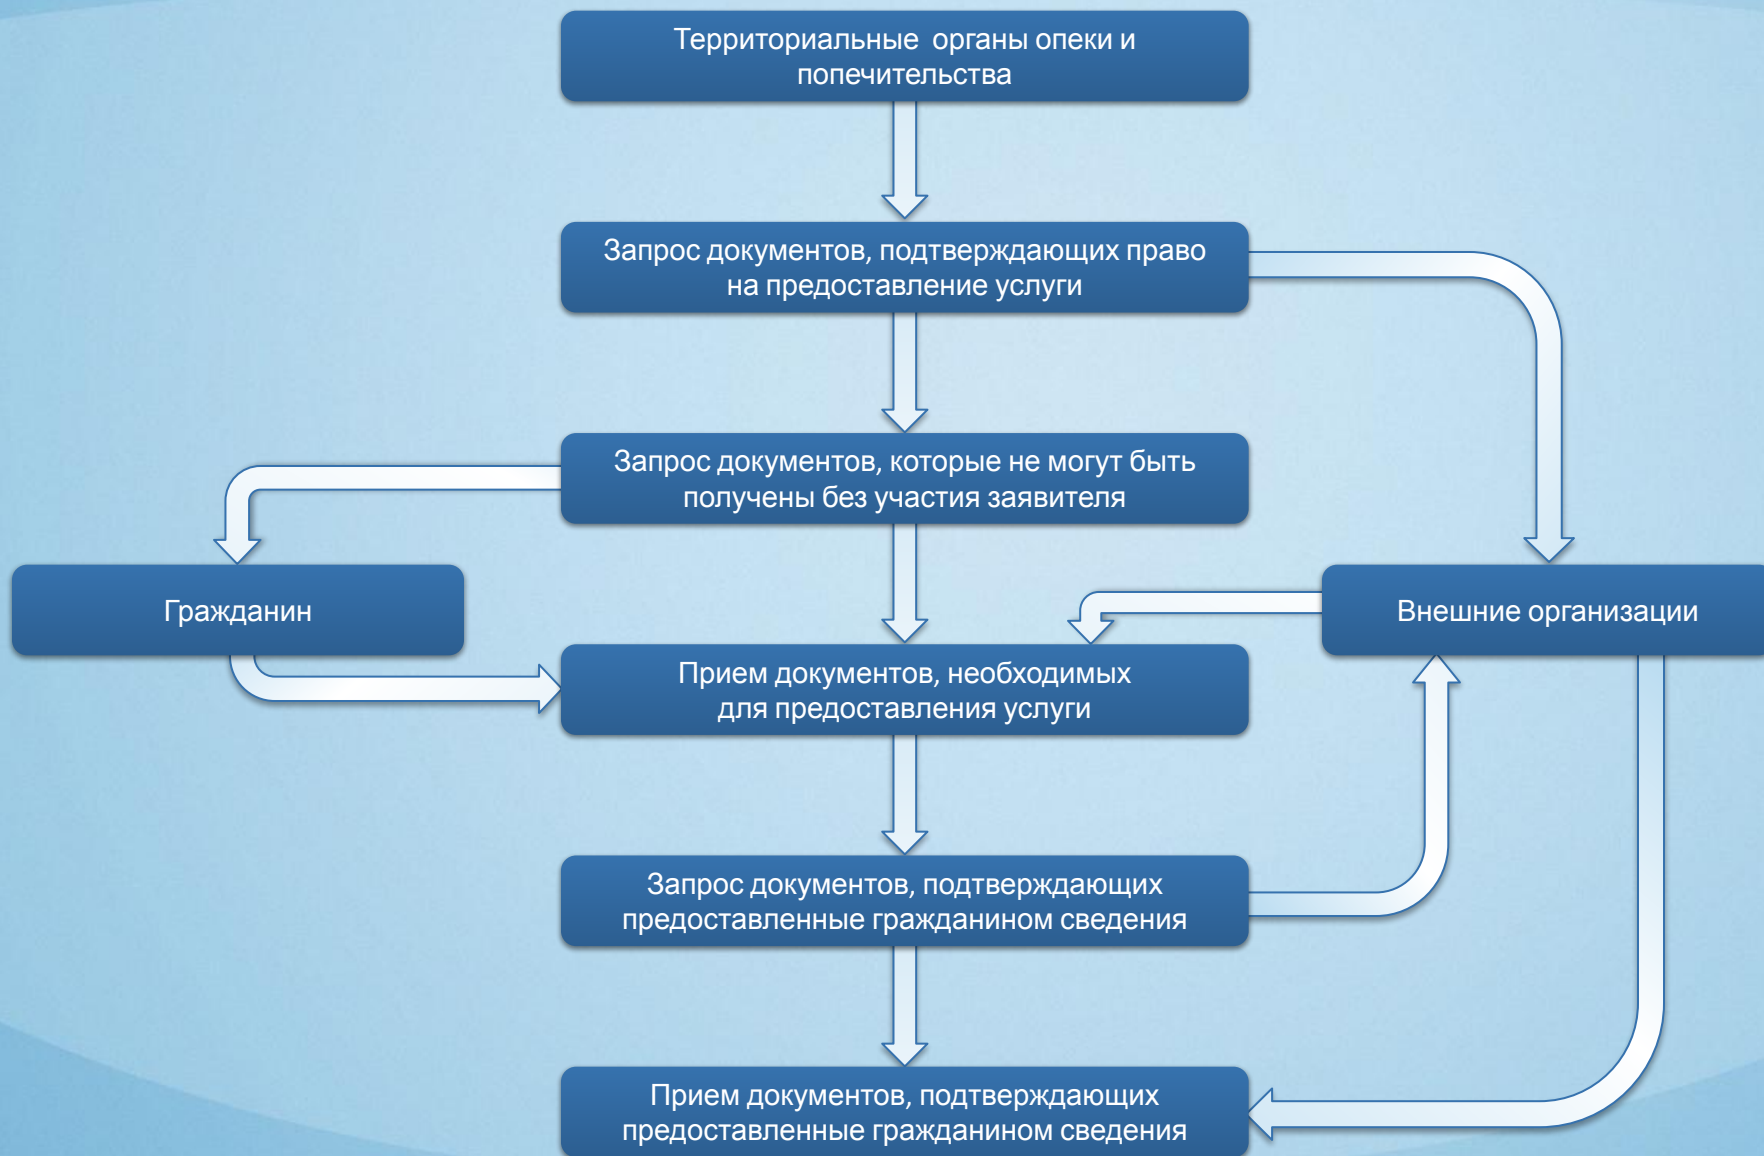 Территориальные органы опеки и
попечительства
Запрос документов, подтверждающих право
на предоставление услуги
Запрос документов, которые не могут быть
получены без участия заявителя
Гражданин
Внешние организации
Прием документов, необходимых
для предоставления услуги
Запрос документов, подтверждающих
предоставленные гражданином сведения
Прием документов, подтверждающих
предоставленные гражданином сведения